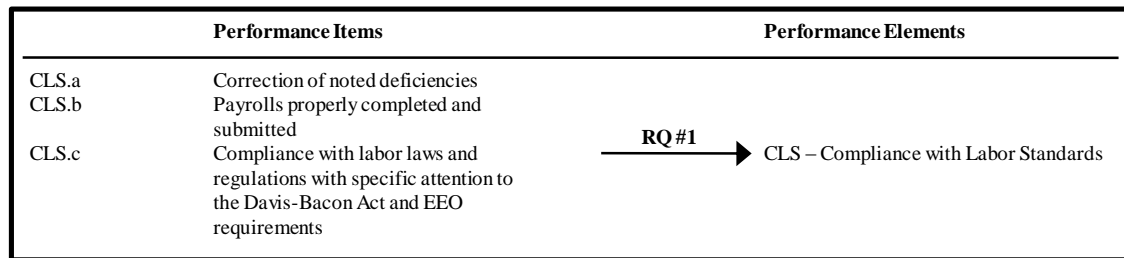 Performance Items Performance Elements
CLS.a Correction of noted deficiencies
CLS.b Payrolls properly completed and
submitted
RQ #1
CLS.c Compliance with labor laws and CLS – Compliance with Labor Standards
regulations with specific attention to
the Davis-Bacon Act and EEO
requirements